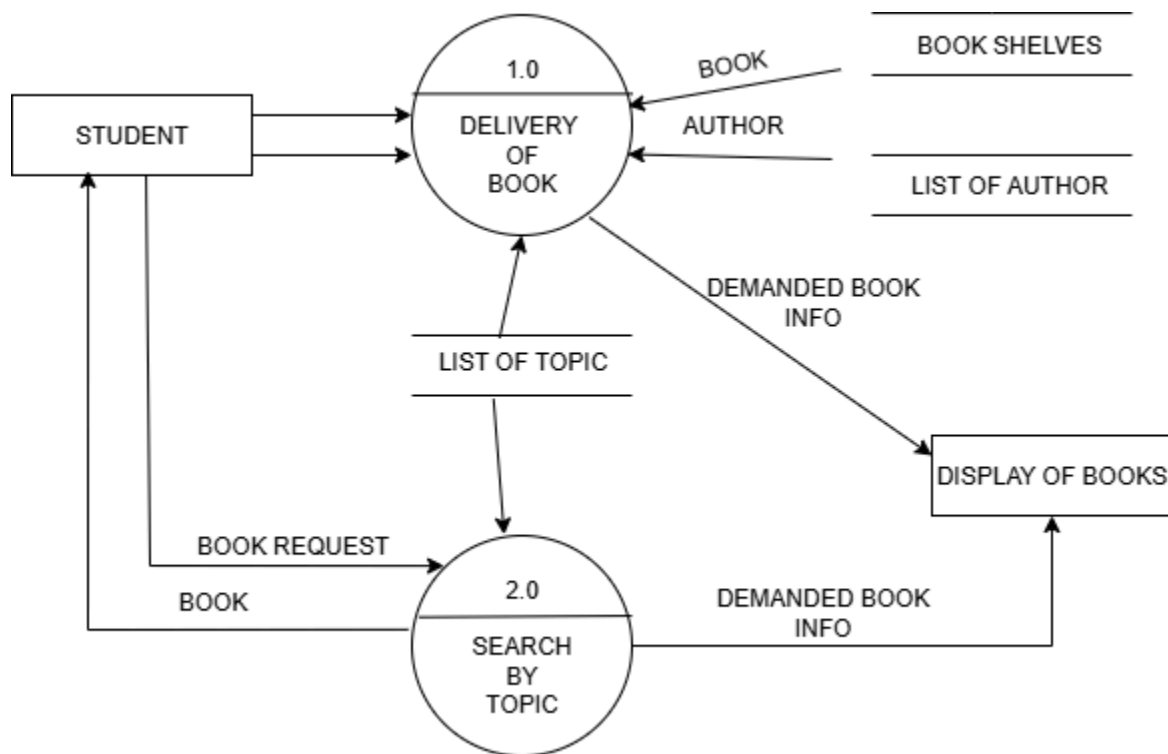 1.0
BOOK
BOOK SHELVES
STUDENT
DELIVERY
OF
BOOK
AUTHOR
LIST OF AUTHOR
DEMANDED BOOK
INFO
LIST OF TOPIC
DISPLAY OF BOOKS
BOOK REQUEST
BOOK
2.0
SEARCH
BY
TOPIC
DEMANDED BOOK
INFO